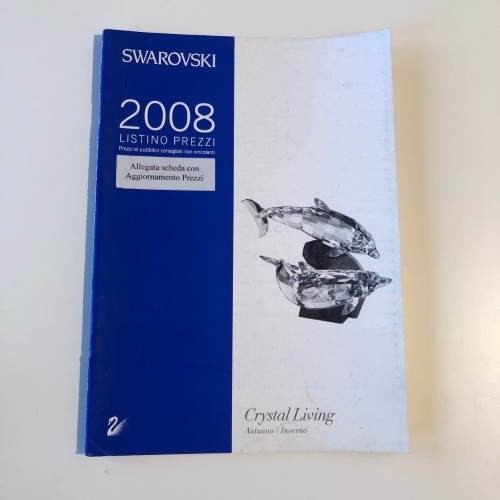 SWAROVSKI
2008
LISTINO PREZZI
Prezzi al pubblico consigliati non vincolanti
Allegata scheda con
Aggiornamento Prezzi
Crystal Living
Autunno / Inverno